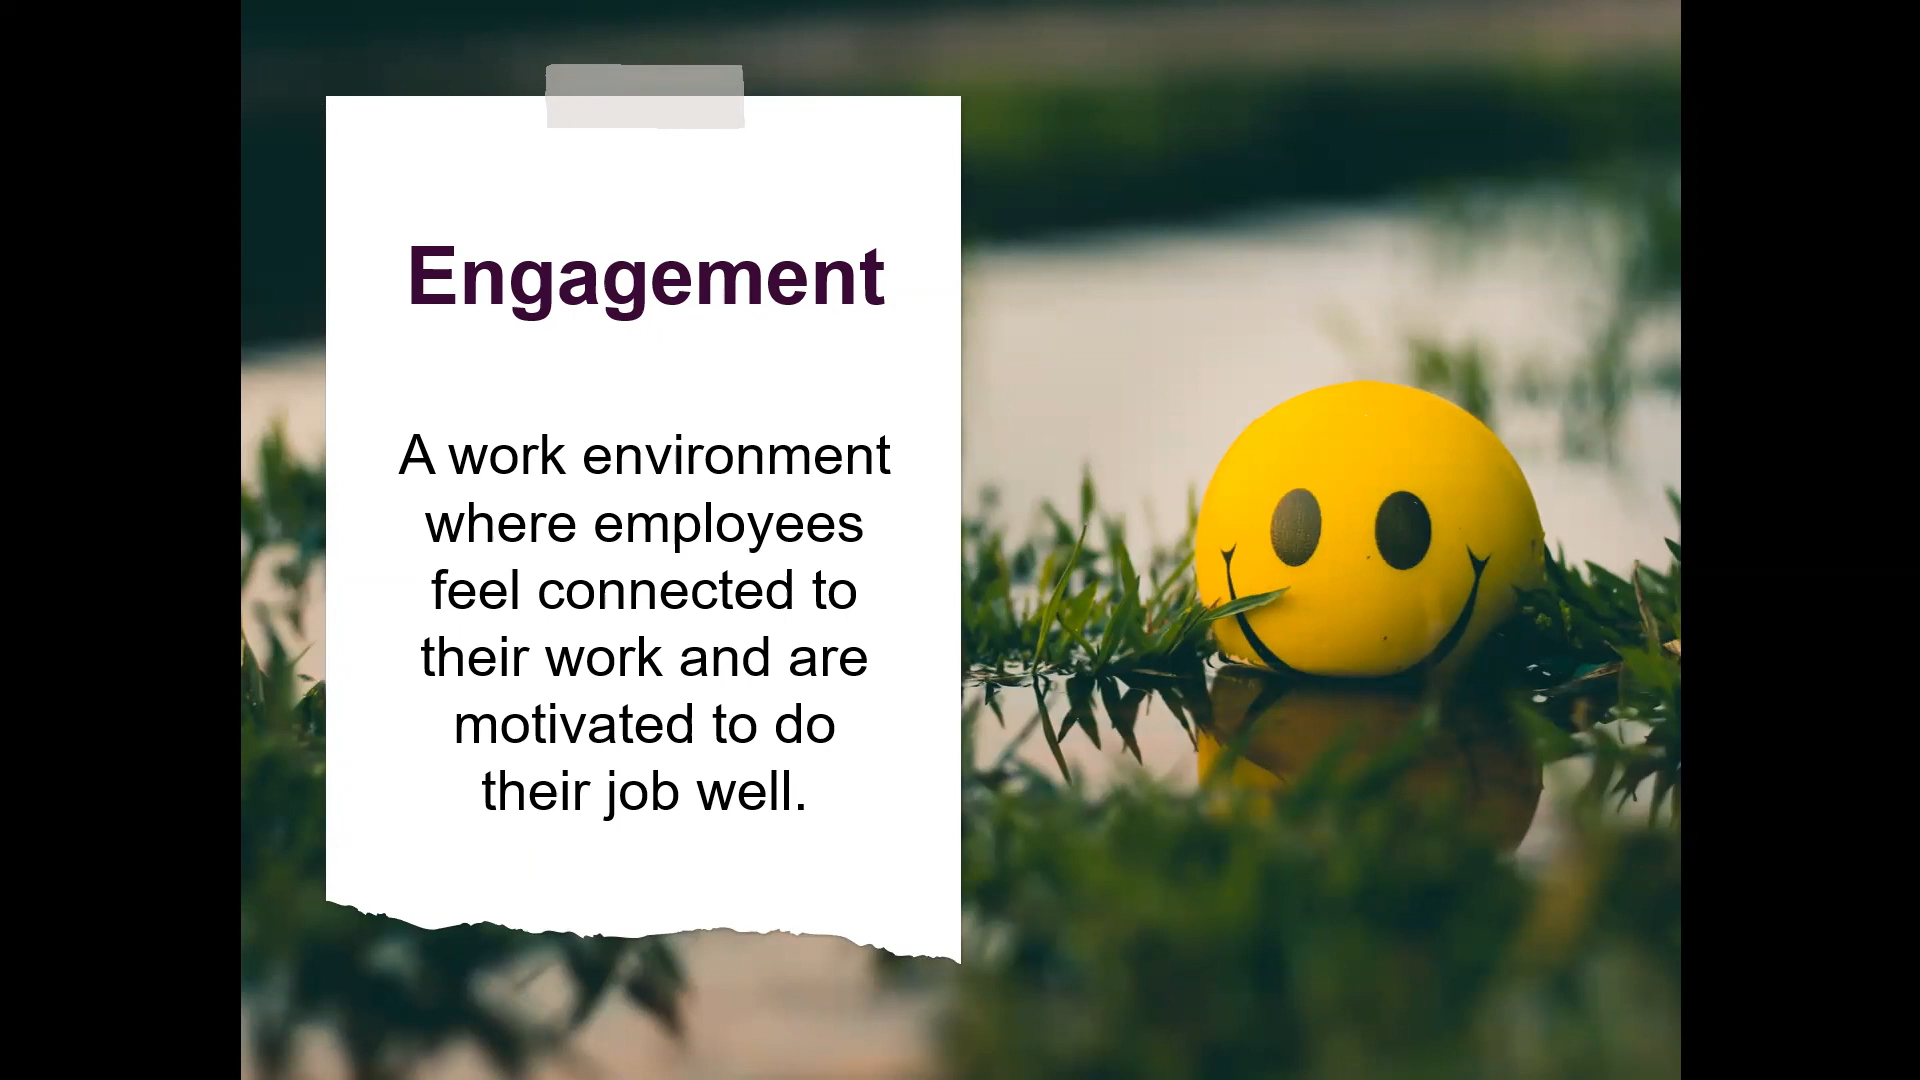 Engagement
A work environment
where employees
feel connected to
their work and are
motivated to do
their job well.